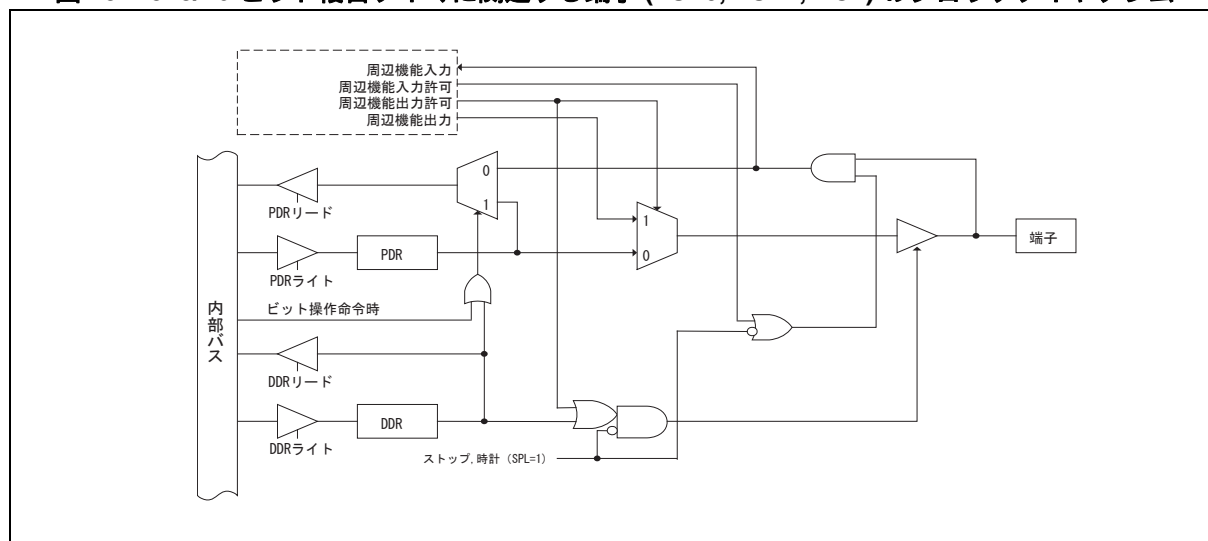 周辺機能入力
周辺機能入力許可
周辺機能出力許可
周辺機能出力
0
1
PDRリード
1
0
端子
PDR
PDRライト
内部バス
ビット操作命令時
DDRリード
DDR
DDRライト
ストップ,時計 (SPL=1)